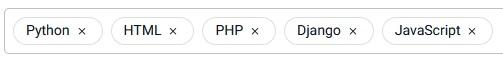 Python × HTML × PHP × Django × JavaScript ×